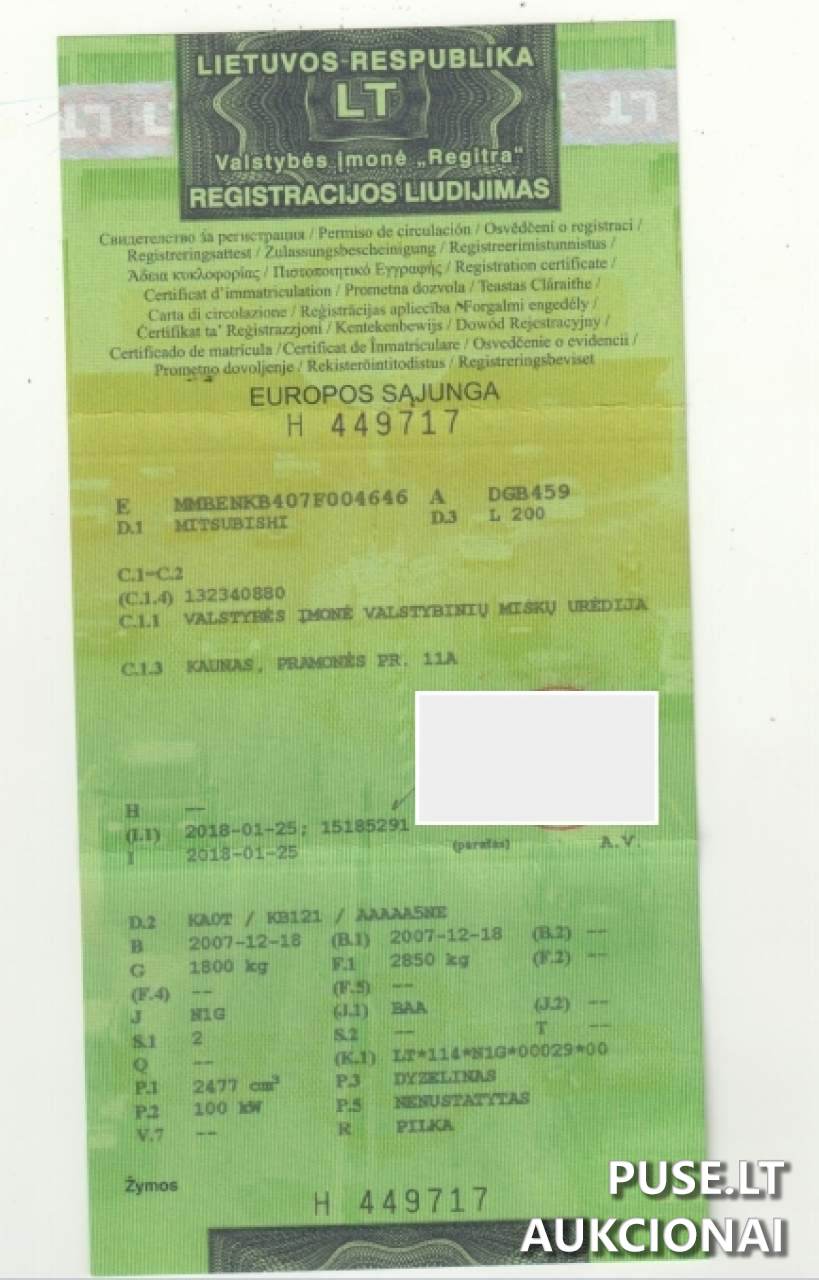 LIETUVOS RESPUBLIKA
LT
LT LT LT
Valstybės įmonė „Regitra“
REGISTRACIJOS LIUDIJIMAS
Свидетелство за регистрация / Permiso de circulación / Osvědčení o registraci /
Registreringsattest / Zulassungsbescheinigung / Registreerimistunnistus /
Άδεια κυκλοφορίας / Πιστοποιητικό Εγγραφής / Registration certificate /
Certificat d'immatriculation / Prometna dozvola / Teastas Cláraithe /
Carta di circolazione / Reģistrācijas apliecība / Forgalmi engedély /
Ċertifikat ta' Reġistrazzjoni / Kentekenbewijs / Dowód Rejestracyjny /
Certificado de matrícula / Certificat de Înmatriculare / Osvedčenie o evidencii /
Prometno dovoljenje / Rekisteröintitodistus / Registreringsbeviset
EUROPOS SĄJUNGA
H 449717
E MMBENKB407F004646 A DGB459
D.1 MITSUBISHI D.3 L 200
C.1-C.2
(C.1.4) 132340880
C.1.1 VALSTYBĖS ĮMONĖ VALSTYBINIŲ MIŠKŲ URĖDIJA
C.1.3 KAUNAS, PRAMONĖS PR. 11A
H --
(I.1) 2018-01-25; 15185291
I 2018-01-25 (parašas) A.V.
D.2 KA0T / KB121 / AAAAA5NE
B 2007-12-18 (B.1) 2007-12-18 (B.2) --
G 1800 kg F.1 2850 kg (F.2) --
(F.4) -- (F.5) --
J N1G (J.1) BAA (J.2) --
S.1 2 S.2 -- T --
Q -- (K.1) LT*114*N1G*00029*00
P.1 2477 cm³ P.3 DYZELINAS
P.2 100 kW P.5 NENUSTATYTAS
V.7 -- R PILKA
Žymos
H 449717
PUSE.LT
AUKCIONAI